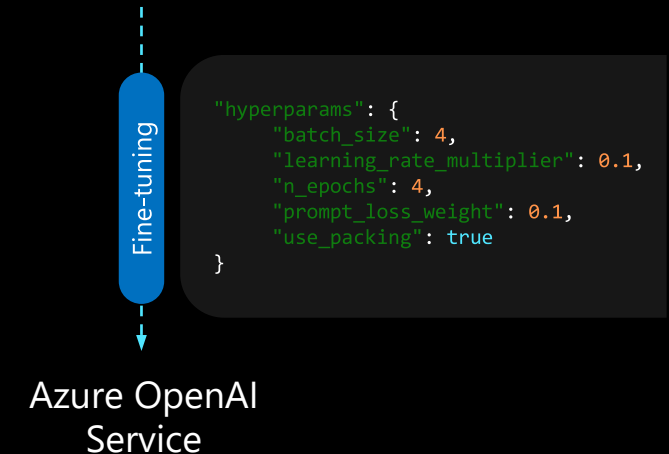 Fine-tuning
"hyperparams": {
"batch_size": 4,
"learning_rate_multiplier": 0.1,
"n_epochs": 4,
"prompt_loss_weight": 0.1,
"use_packing": true
}
Azure OpenAI
Service